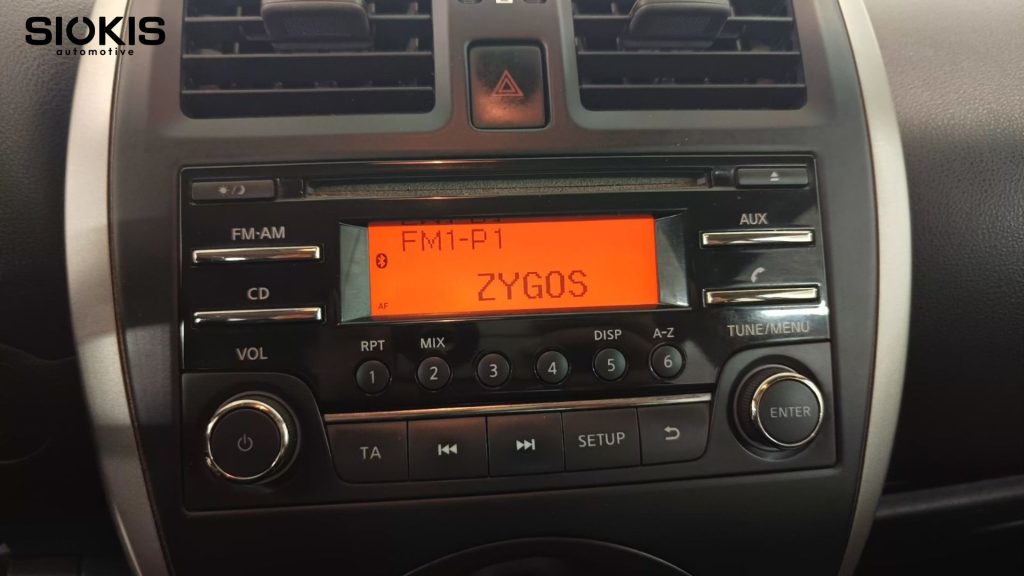 SIOKIS
automotive
FM·AM
CD
VOL
FM1-P1
AF
ZYGOS
AUX
TUNE/MENU
RPT
MIX
DISP
A-Z
1
2
3
4
5
6
TA
SETUP
ENTER